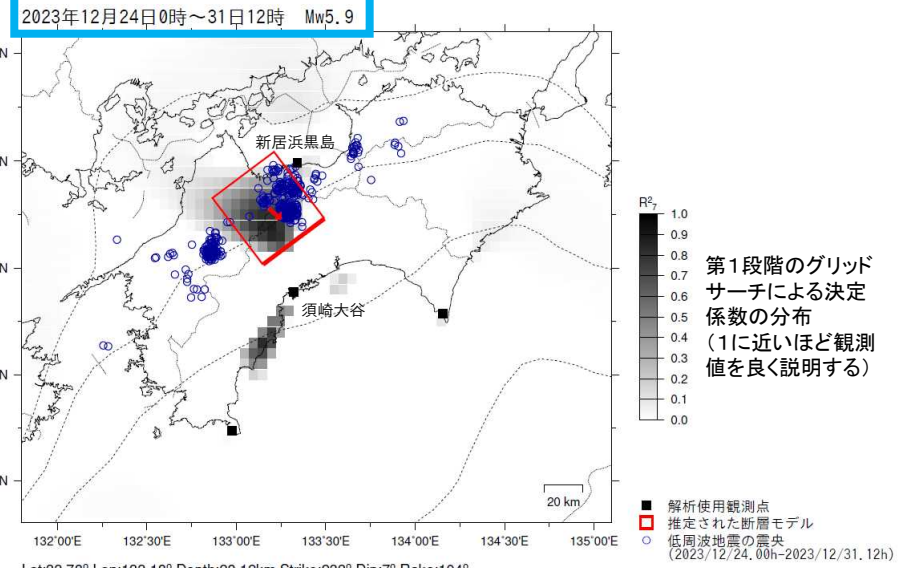 2023年12月24日0時～31日12時 Mw5.9
N
N
N
N
N
新居浜黒島
須崎大谷
20 km
132°00'E
132°30'E
133°00'E
133°30'E
134°00'E
134°30'E
135°00'E
R²₇
1.0
0.9
0.8
0.7
0.6
0.5
0.4
0.3
0.2
0.1
0.0
第１段階のグリッド
サーチによる決定
係数の分布
（１に近いほど観測
値を良く説明する）
解析使用観測点
推定された断層モデル
低周波地震の震央
(2023/12/24.00h-2023/12/31.12h)